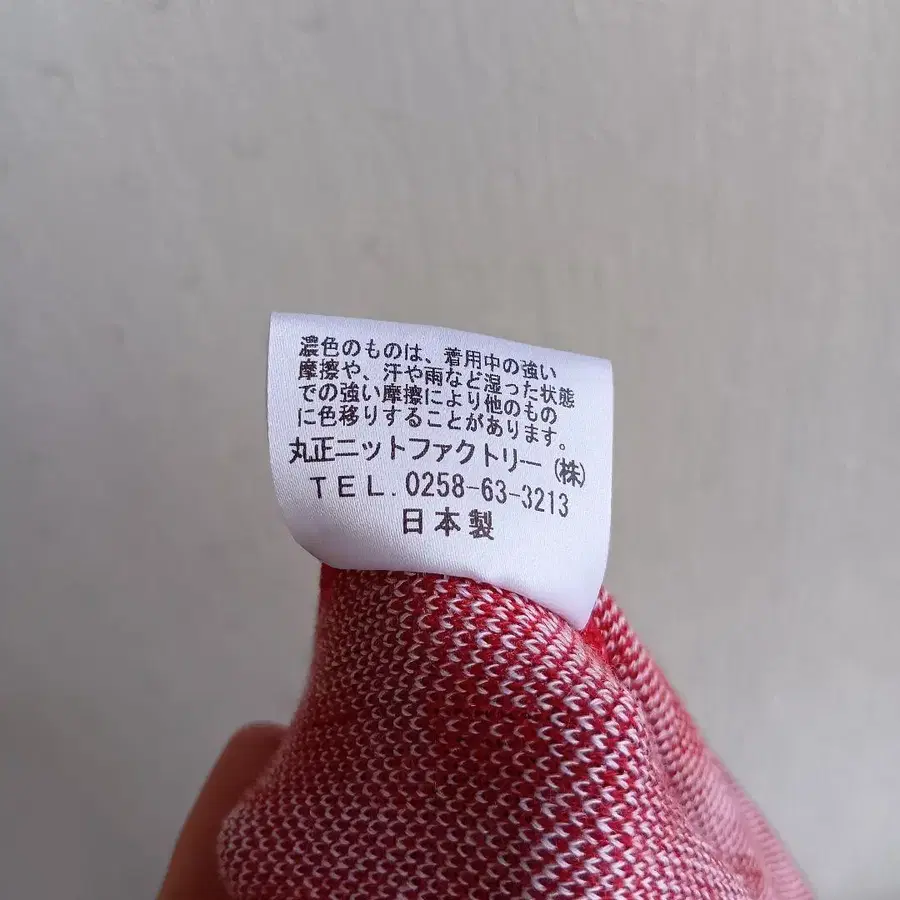 濃色のものは、着用中の強い
摩擦や、汗や雨など湿った状態
での強い摩擦により他のもの
に色移りすることがあります。
丸正ニットファクトリー(株)
TEL.0258-63-3213
日本製